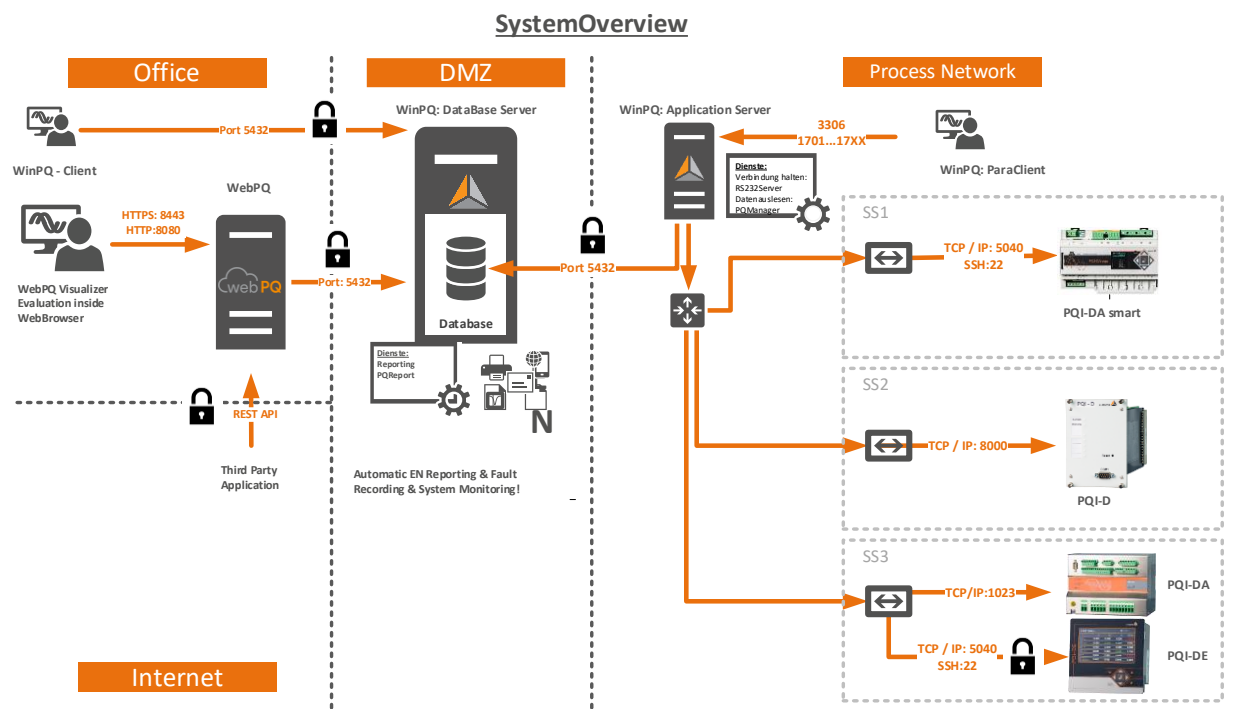 SystemOverview
Office
DMZ
Process Network
WinPQ: DataBase Server
WinPQ: Application Server
Port 5432
3306
1701...17XX
WinPQ - Client
WinPQ: ParaClient
Dienste:
Verbindung halten:
RS232Server
Datenauslesen:
PQManager
WebPQ
HTTPS: 8443
HTTP:8080
webPQ
WebPQ Visualizer
Evaluation inside
WebBrowser
Port: 5432
Port 5432
Database
Dienste:
Reporting
PQReport
N
REST API
Third Party
Application
Automatic EN Reporting & Fault
Recording & System Monitoring!
_
SS1
TCP / IP: 5040
SSH:22
PQI-DA smart
SS2
TCP / IP: 8000
PQI-D
PQI-D
SS3
TCP/IP:1023
PQI-DA
TCP / IP: 5040
SSH:22
PQI-DE
Internet